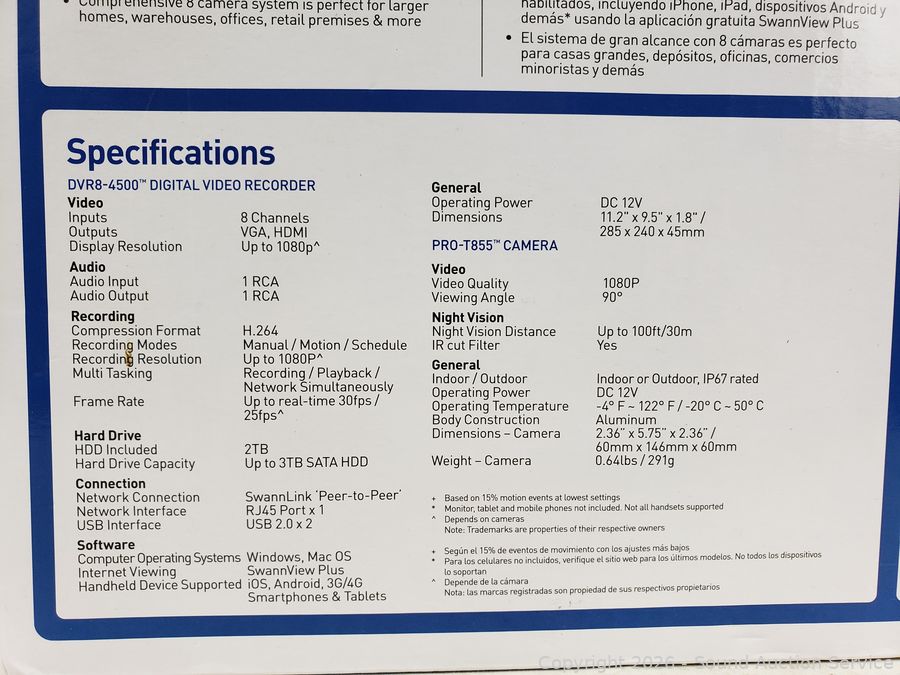 Comprehensive 8 camera system is perfect for larger
homes, warehouses, offices, retail premises & more
habilitados, incluyendo iPhone, iPad, dispositivos Android y
demás* usando la aplicación gratuita SwannView Plus
• El sistema de gran alcance con 8 cámaras es perfecto
para casas grandes, depósitos, oficinas, comercios
minoristas y demás
Specifications
DVR8-4500™ DIGITAL VIDEO RECORDER
Video
Inputs 8 Channels
Outputs VGA, HDMI
Display Resolution Up to 1080p^
Audio
Audio Input 1 RCA
Audio Output 1 RCA
Recording
Compression Format H.264
Recording Modes Manual / Motion / Schedule
Recording Resolution Up to 1080P^
Multi Tasking Recording / Playback /
Network Simultaneously
Frame Rate Up to real-time 30fps /
25fps^
Hard Drive
HDD Included 2TB
Hard Drive Capacity Up to 3TB SATA HDD
Connection
Network Connection SwannLink 'Peer-to-Peer'
Network Interface RJ45 Port x 1
USB Interface USB 2.0 x 2
Software
Computer Operating Systems Windows, Mac OS
Internet Viewing SwannView Plus
Handheld Device Supported iOS, Android, 3G/4G
Smartphones & Tablets
General
Operating Power DC 12V
Dimensions 11.2" x 9.5" x 1.8" /
285 x 240 x 45mm
PRO-T855™ CAMERA
Video
Video Quality 1080P
Viewing Angle 90°
Night Vision
Night Vision Distance Up to 100ft/30m
IR cut Filter Yes
General
Indoor / Outdoor Indoor or Outdoor, IP67 rated
Operating Power DC 12V
Operating Temperature -4° F ~ 122° F / -20° C ~ 50° C
Body Construction Aluminum
Dimensions – Camera 2.36" x 5.75" x 2.36" /
60mm x 146mm x 60mm
Weight – Camera 0.64lbs / 291g
+ Based on 15% motion events at lowest settings
* Monitor, tablet and mobile phones not included. Not all handsets supported
^ Depends on cameras
Note: Trademarks are properties of their respective owners
+ Según el 15% de eventos de movimiento con los ajustes más bajos
* Para los celulares no incluidos, verifique el sitio web para los últimos modelos. No todos los dispositivos
lo soportan
^ Depende de la cámara
Nota: las marcas registradas son propiedad de sus respectivos propietarios
Copyright 2026 - Sound Auction Service